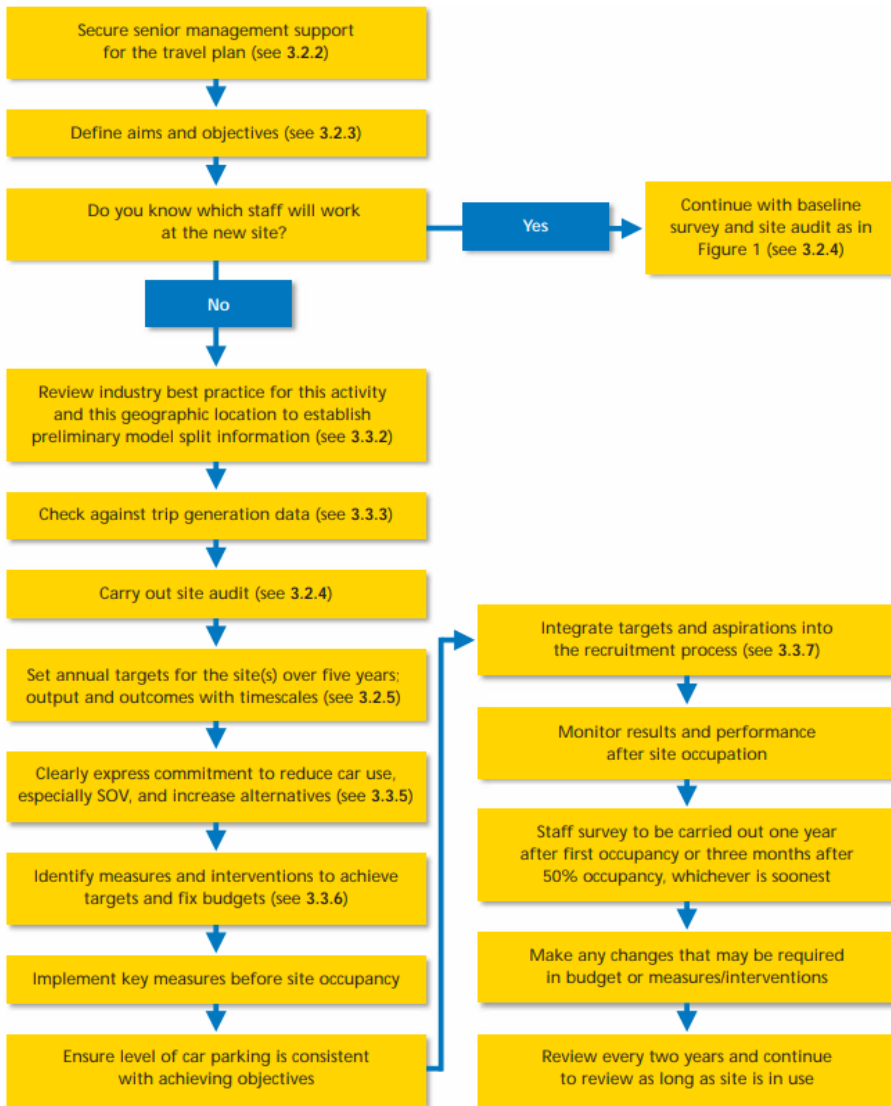 Secure senior management support
for the travel plan (see 3.2.2)
Define aims and objectives (see 3.2.3)
Do you know which staff will work
at the new site?
Yes
Continue with baseline
survey and site audit as in
Figure 1 (see 3.2.4)
No
Review industry best practice for this activity
and this geographic location to establish
preliminary model split information (see 3.3.2)
Check against trip generation data (see 3.3.3)
Carry out site audit (see 3.2.4)
Set annual targets for the site(s) over five years;
output and outcomes with timescales (see 3.2.5)
Clearly express commitment to reduce car use,
especially SOV, and increase alternatives (see 3.3.5)
Identify measures and interventions to achieve
targets and fix budgets (see 3.3.6)
Implement key measures before site occupancy
Ensure level of car parking is consistent
with achieving objectives
Integrate targets and aspirations into
the recruitment process (see 3.3.7)
Monitor results and performance
after site occupation
Staff survey to be carried out one year
after first occupancy or three months after
50% occupancy, whichever is soonest
Make any changes that may be required
in budget or measures/interventions
Review every two years and continue
to review as long as site is in use